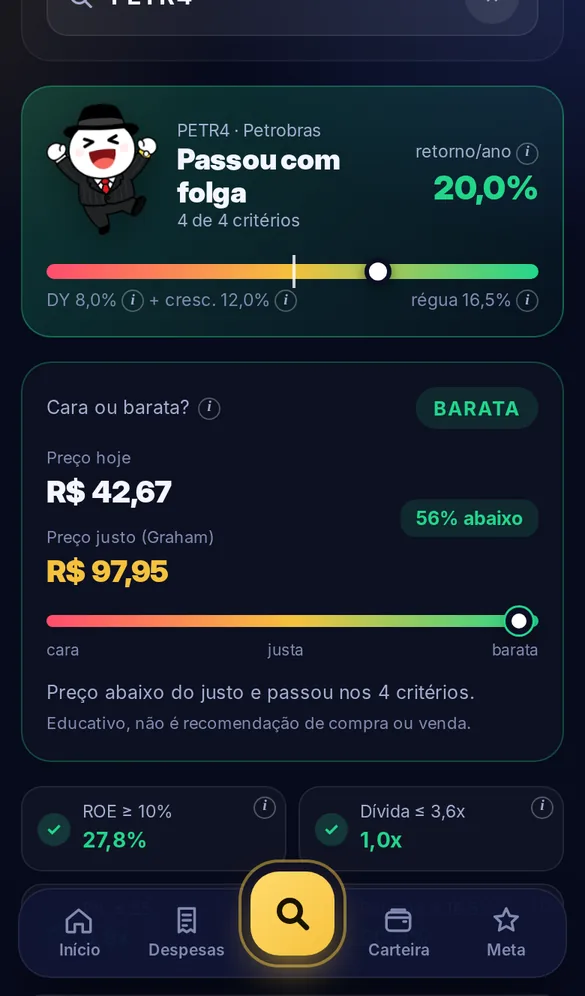 PETR4
PETR4 · Petrobras
Passou com
folga
4 de 4 critérios
retorno/ano i
20,0%
DY 8,0% i + cresc. 12,0% i
régua 16,5% i
Cara ou barata? i
BARATA
Preço hoje
R$ 42,67
56% abaixo
Preço justo (Graham)
R$ 97,95
cara
justa
barata
Preço abaixo do justo e passou nos 4 critérios.
Educativo, não é recomendação de compra ou venda.
ROE ≥ 10% i
27,8%
Dívida ≤ 3,6x i
1,0x
Início
Despesas
Carteira
Meta